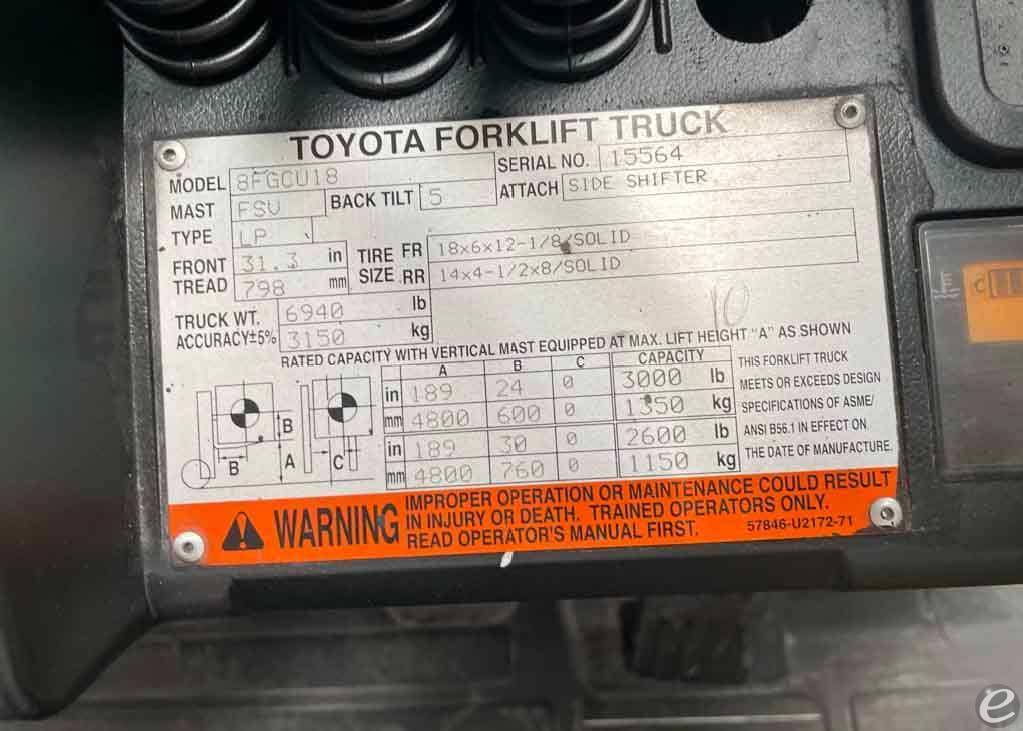 TOYOTA FORKLIFT TRUCK
MODEL 8FGCU18 SERIAL NO. 15564
MAST FSV BACK TILT 5 ATTACH SIDE SHIFTER
TYPE LP
FRONT TREAD 31.3 in TIRE SIZE FR 18x6x12-1/8/SOLID
798 mm RR 14x4-1/2x8/SOLID
TRUCK WT. 6940 lb
ACCURACY±5% 3150 kg
10
RATED CAPACITY WITH VERTICAL MAST EQUIPPED AT MAX. LIFT HEIGHT "A" AS SHOWN
A B C CAPACITY
in 189 24 0 3000 lb
mm 4800 600 0 1350 kg
in 189 30 0 2600 lb
mm 4800 760 0 1150 kg
B
B A C
THIS FORKLIFT TRUCK
MEETS OR EXCEEDS DESIGN
SPECIFICATIONS OF ASME/
ANSI B56.1 IN EFFECT ON
THE DATE OF MANUFACTURE.
WARNING
IMPROPER OPERATION OR MAINTENANCE COULD RESULT
IN INJURY OR DEATH. TRAINED OPERATORS ONLY.
READ OPERATOR'S MANUAL FIRST. 57846-U2172-71
E
C
e